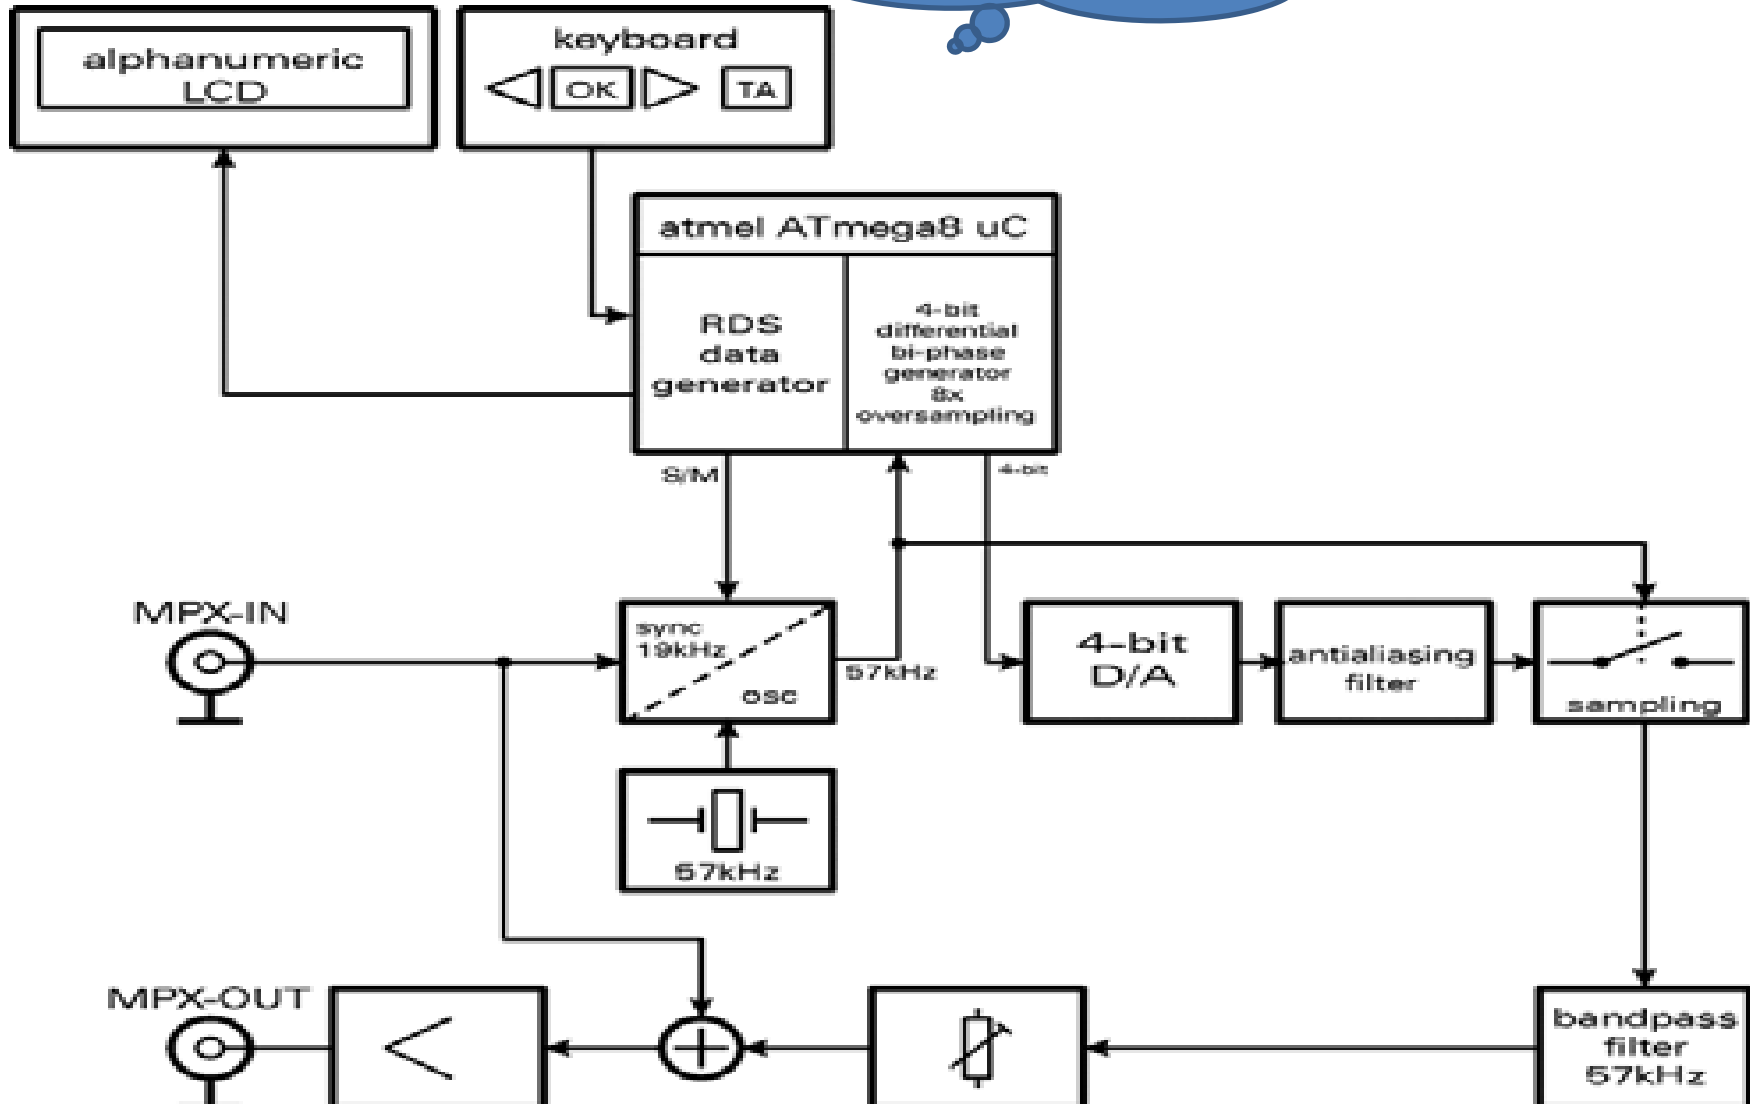 alphanumeric
LCD
keyboard
OK
TA
atmel ATmega8 uC
RDS
data
generator
4-bit
differential
bi-phase
generator
8x
oversampling
S/M
4-bit
MPX-IN
sync
19kHz
osc
57kHz
4-bit
D/A
antialiasing
filter
sampling
57kHz
MPX-OUT
bandpass
filter
57kHz